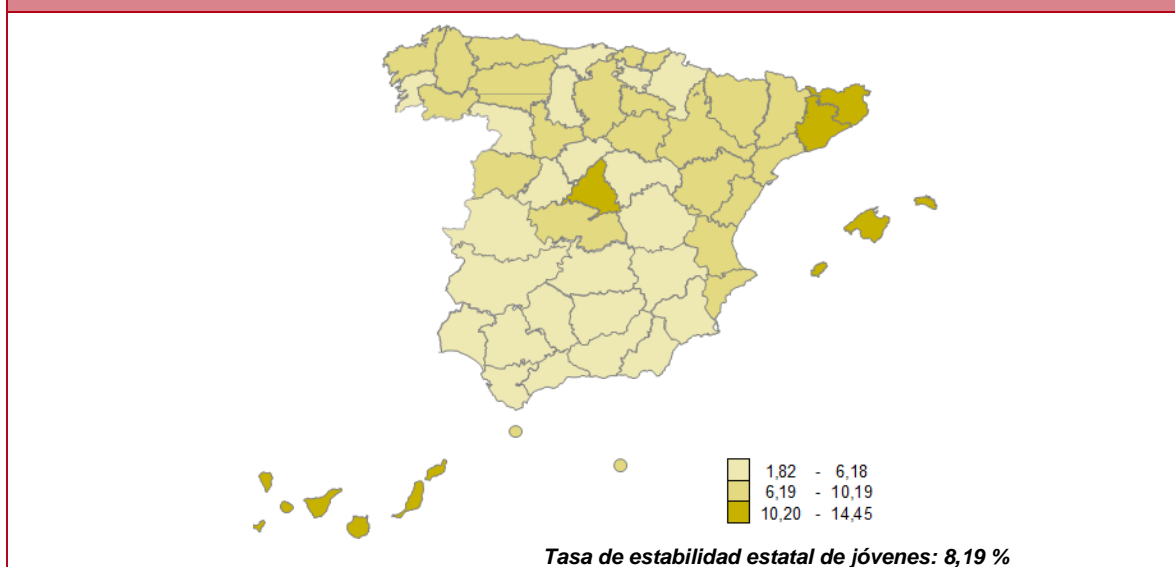 1,82 - 6,18
6,19 - 10,19
10,20 - 14,45
Tasa de estabilidad estatal de jóvenes: 8,19 %